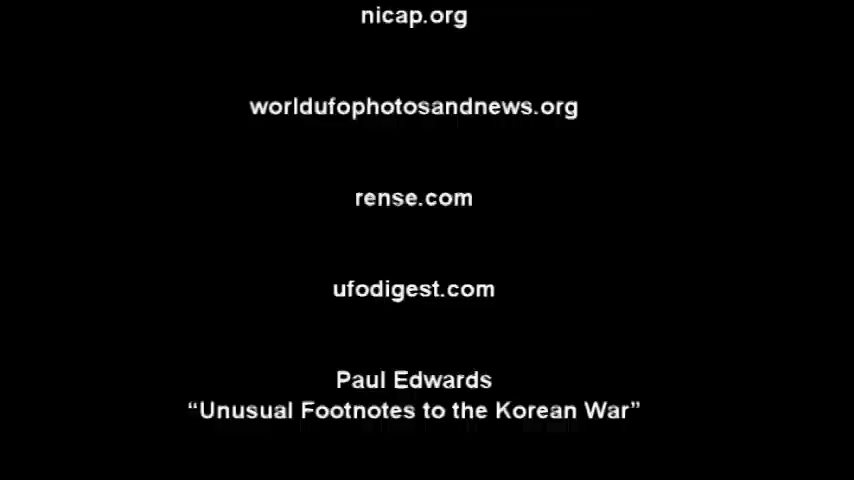 nicap.org
worldufophotosandnews.org
rense.com
ufodigest.com
Paul Edwards
“Unusual Footnotes to the Korean War”